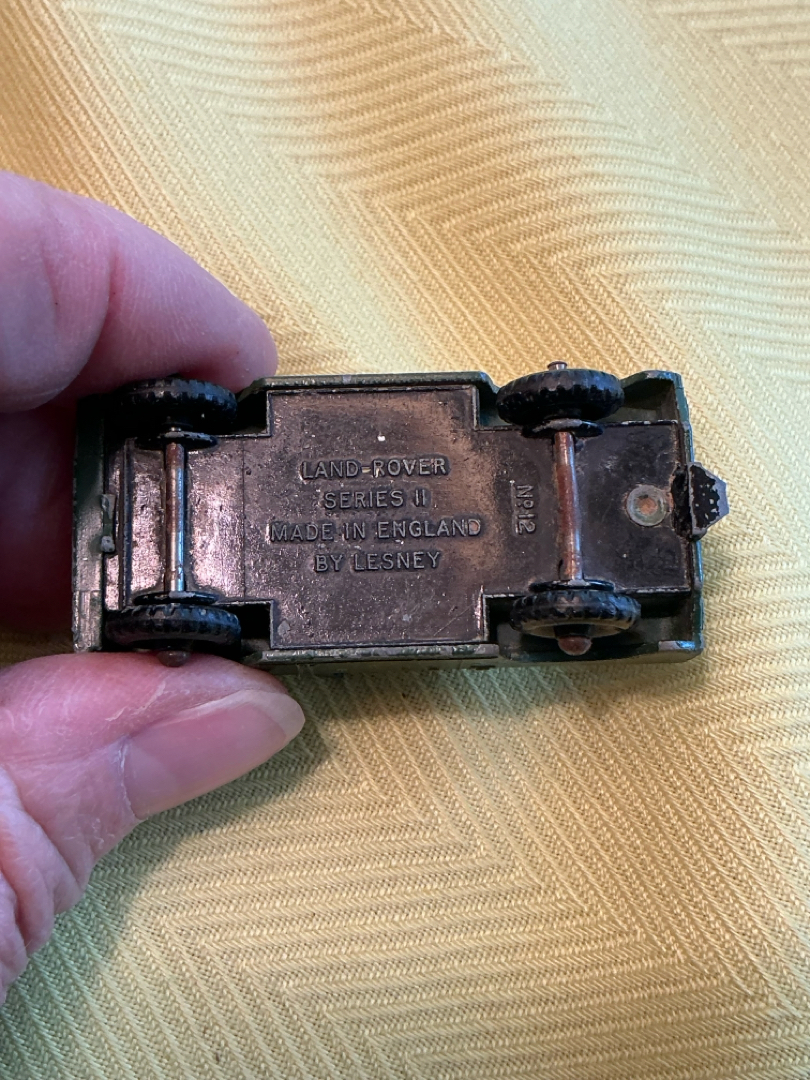 LAND-ROVER
SERIES II
MADE IN ENGLAND
BY LESNEY
Nº12